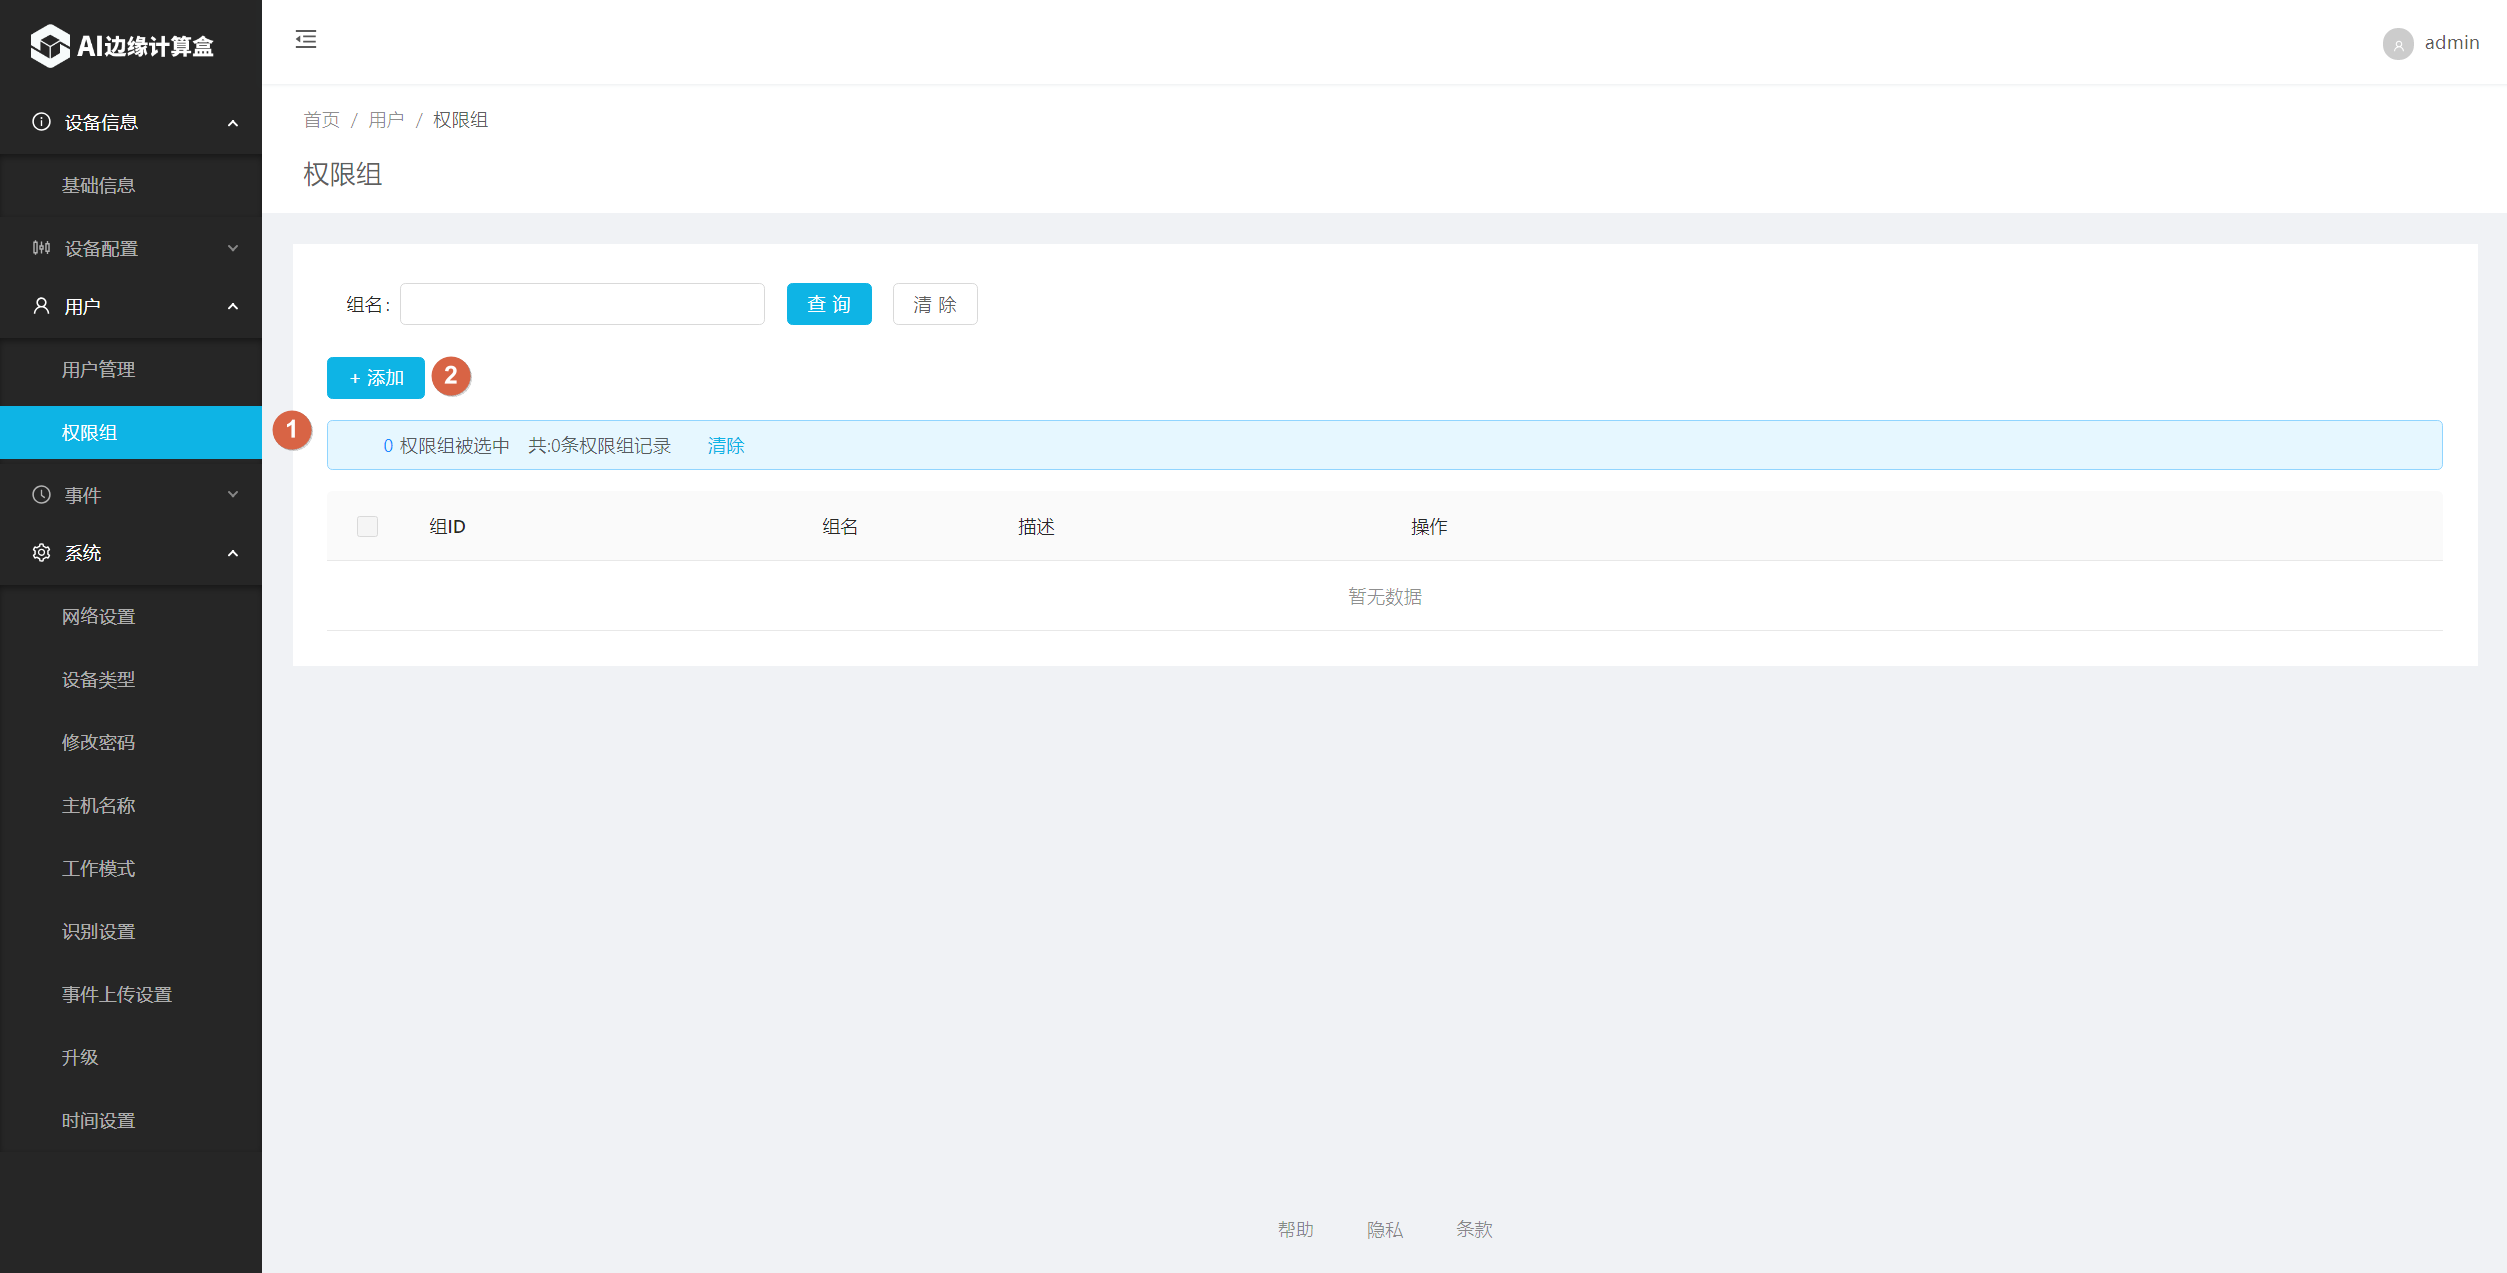 AI边缘计算盒
admin
设备信息
基础信息
设备配置
用户
用户管理
权限组
事件
系统
网络设置
设备类型
修改密码
主机名称
工作模式
识别设置
事件上传设置
升级
时间设置
首页 / 用户 / 权限组
权限组
组名: 查 询 清 除
+ 添加 2
1
0 权限组被选中 共:0条权限组记录 清除
组ID 组名 描述 操作
暂无数据
帮助 隐私 条款